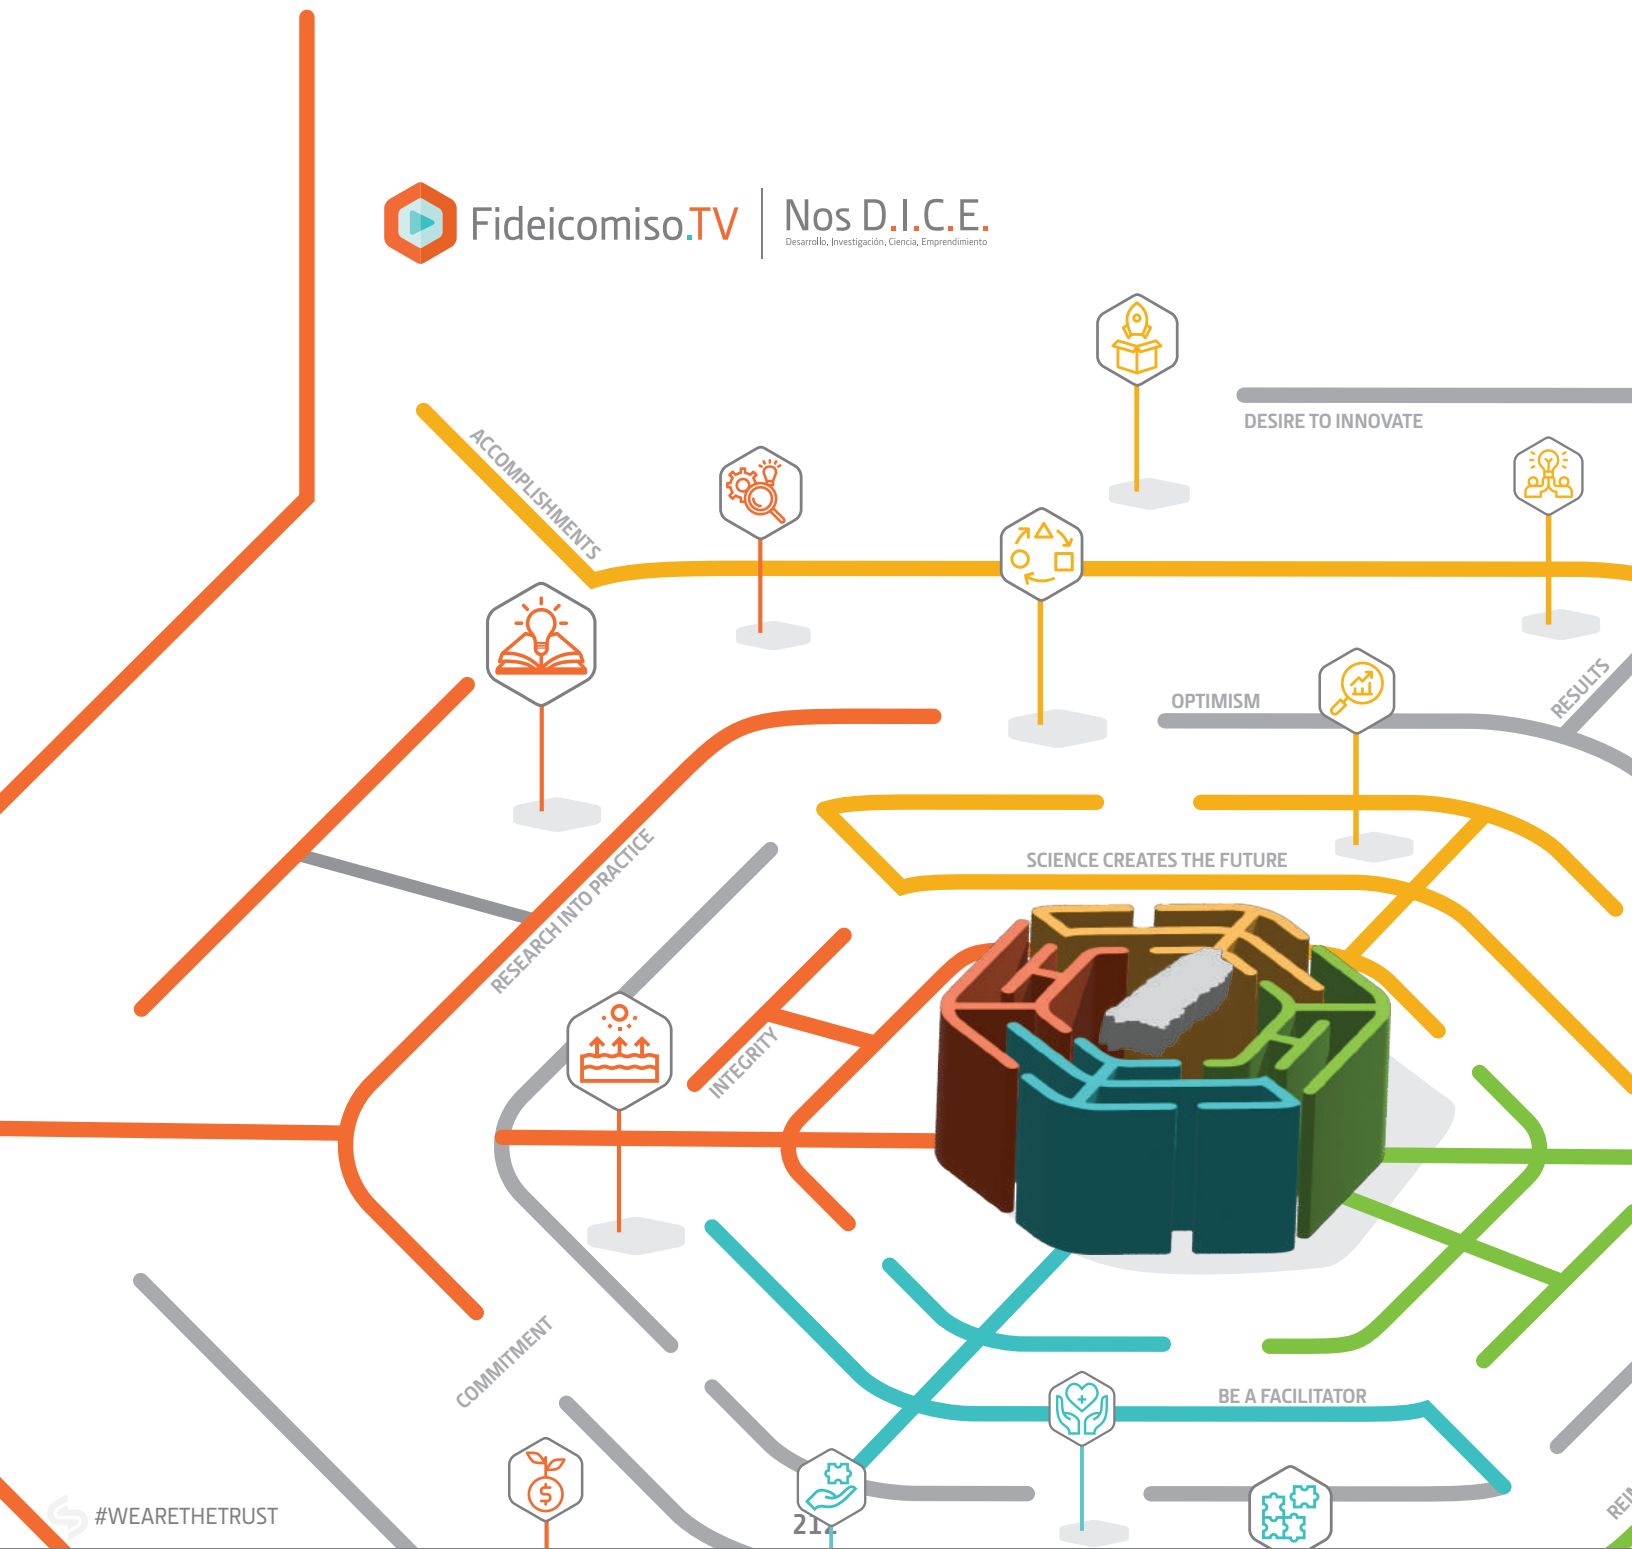 Fideicomiso.TV
Nos D.I.C.E.
Desarrollo, Investigación, Ciencia, Emprendimiento
DESIRE TO INNOVATE
ACCOMPLISHMENTS
OPTIMISM
RESULTS
SCIENCE CREATES THE FUTURE
RESEARCH INTO PRACTICE
INTEGRITY
COMMITMENT
BE A FACILITATOR
#WEARETHETRUST
212